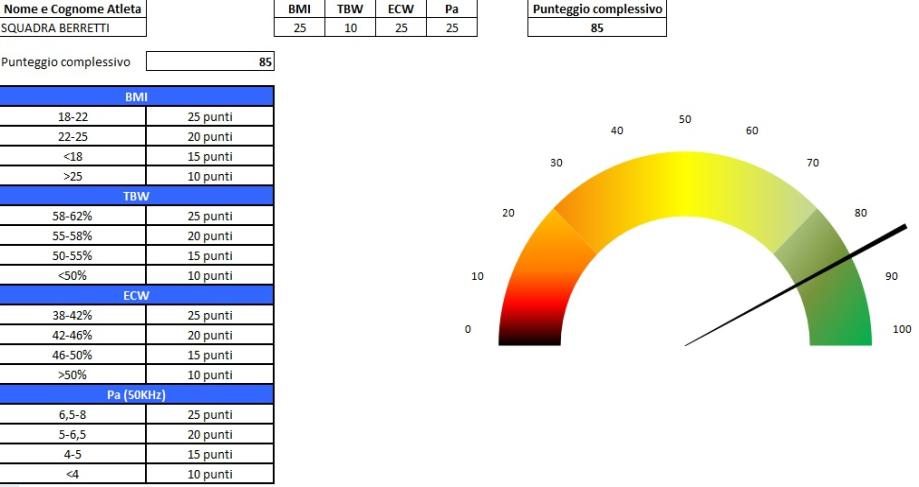 Nome e Cognome Atleta BMI TBW ECW Pa Punteggio complessivo
SQUADRA BERRETTI 25 10 25 25 85
Punteggio complessivo 85
BMI
18-22 25 punti
22-25 20 punti
<18 15 punti
>25 10 punti
TBW
58-62% 25 punti
55-58% 20 punti
50-55% 15 punti
<50% 10 punti
ECW
38-42% 25 punti
42-46% 20 punti
46-50% 15 punti
>50% 10 punti
Pa (50KHz)
6,5-8 25 punti
5-6,5 20 punti
4-5 15 punti
<4 10 punti
0
10
20
30
40
50
60
70
80
90
100